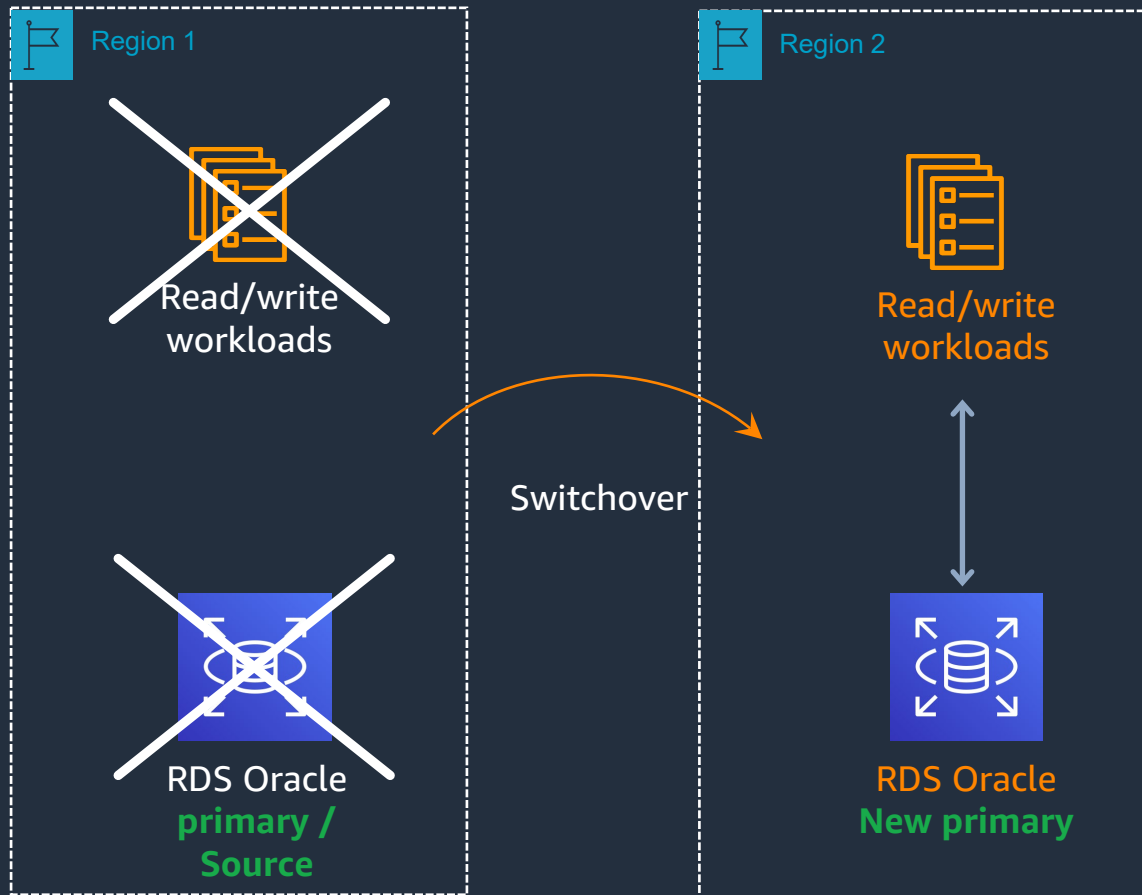 Region 1
Read/write
workloads
RDS Oracle
primary /
Source
Switchover
Region 2
Read/write
workloads
RDS Oracle
New primary